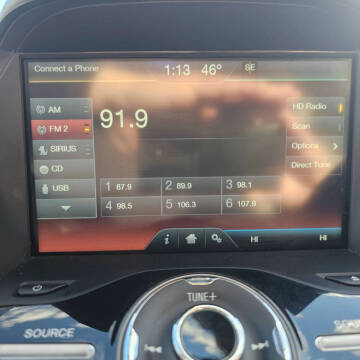 Connect a Phone 1:13 46° SE
AM
FM 2
SIRIUS
CD
USB
91.9
HD Radio
Scan
Options
Direct Tune
1 87.9 2 89.9 3 98.1
4 98.5 5 106.3 6 107.9
i HI HI
TUNE+
SOURCE